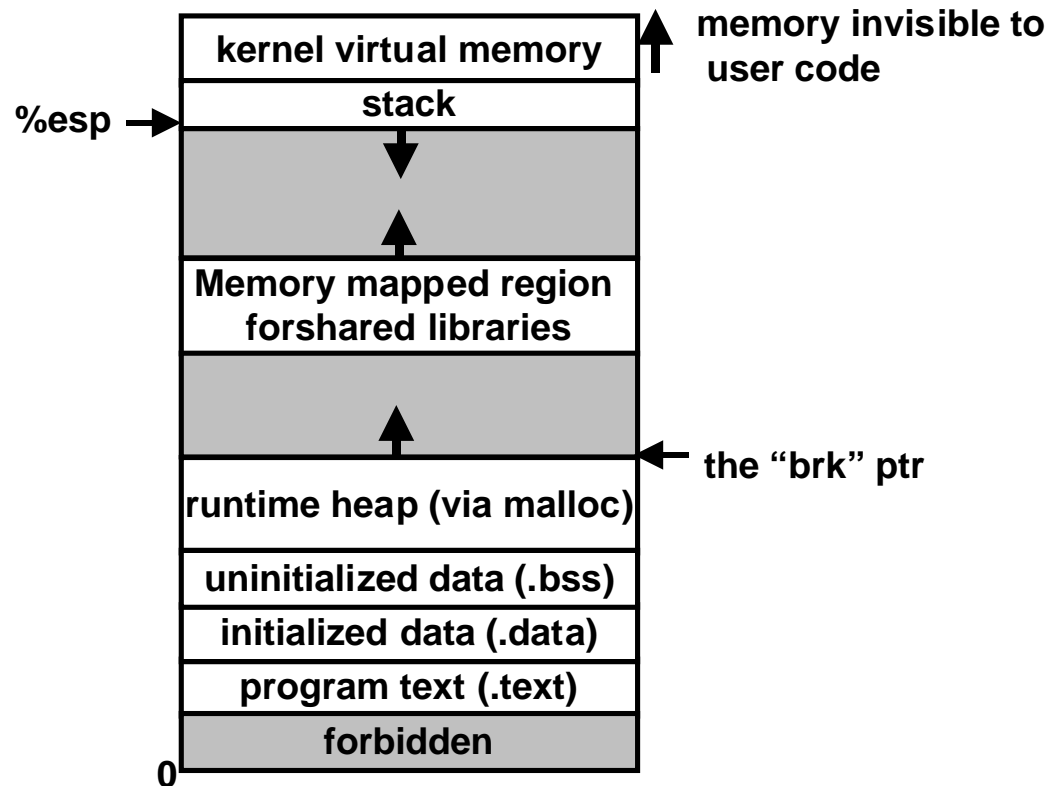 kernel virtual memory
memory invisible to
user code
stack
%esp
Memory mapped region
forshared libraries
the “brk” ptr
runtime heap (via malloc)
uninitialized data (.bss)
initialized data (.data)
program text (.text)
forbidden
0